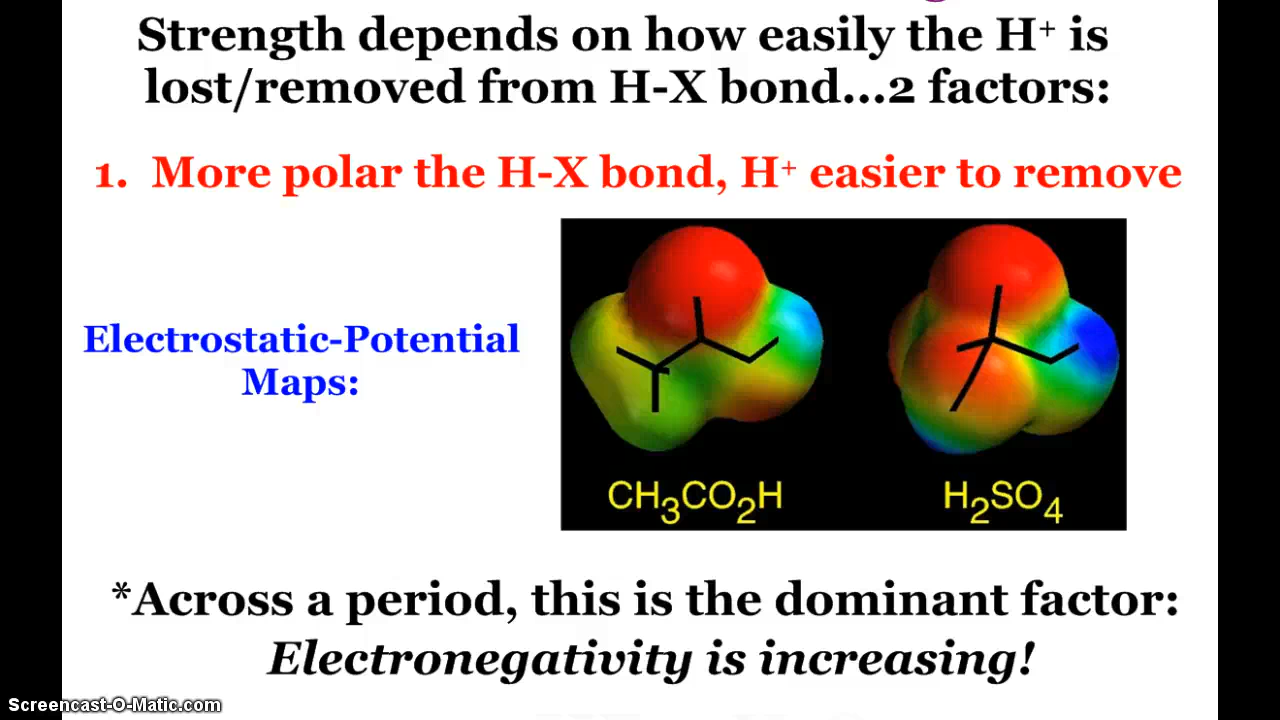 Strength depends on how easily the H⁺ is
lost/removed from H-X bond...2 factors:
1. More polar the H-X bond, H⁺ easier to remove
Electrostatic-Potential
Maps:
CH₃CO₂H H₂SO₄
*Across a period, this is the dominant factor:
Electronegativity is increasing!
Screencast-O-Matic.com